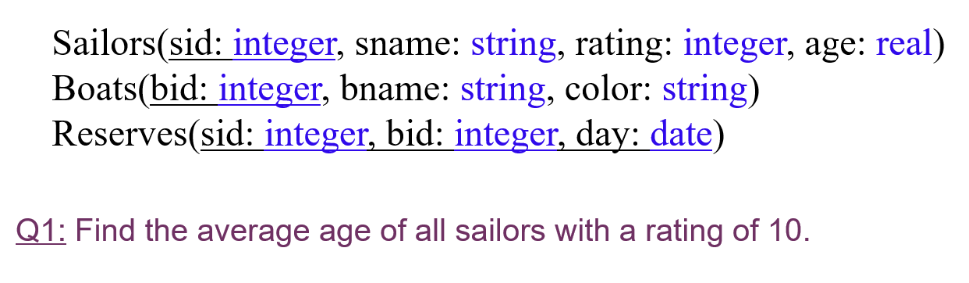 Sailors(sid: integer, sname: string, rating: integer, age: real)
Boats(bid: integer, bname: string, color: string)
Reserves(sid: integer, bid: integer, day: date)
Q1: Find the average age of all sailors with a rating of 10.